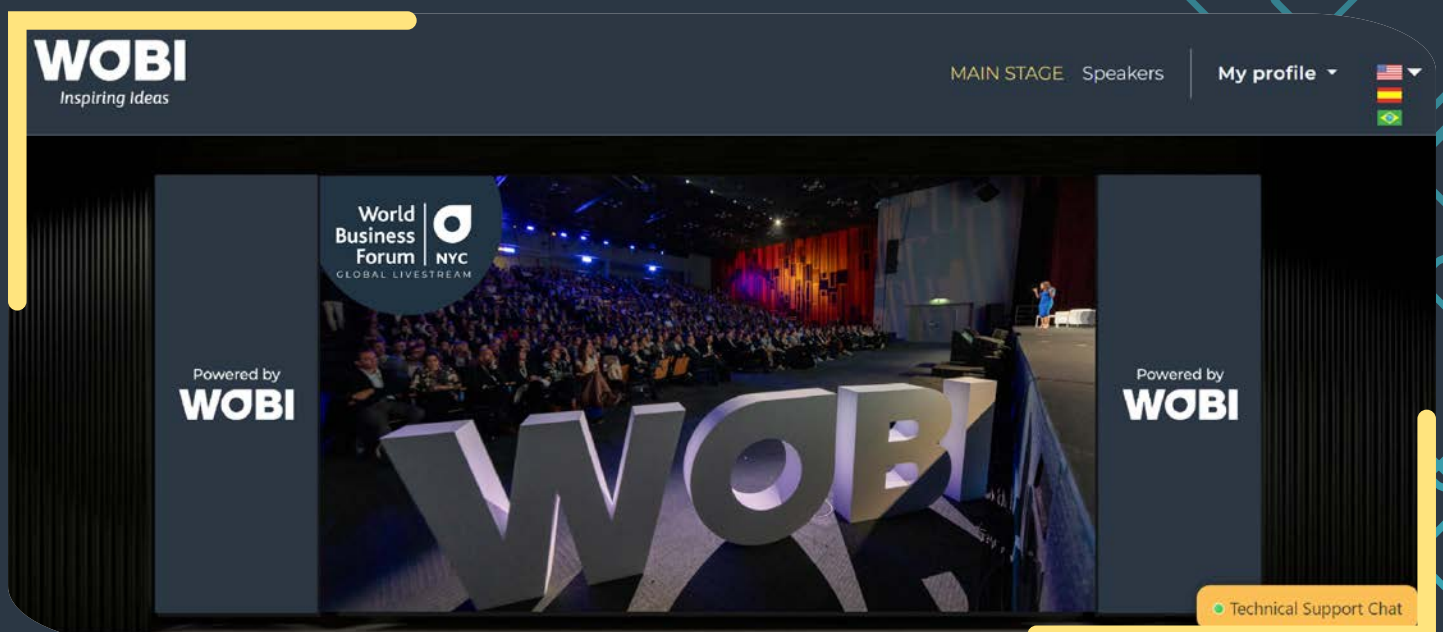 WOBI
Inspiring Ideas
MAIN STAGE Speakers My profile
World
Business
Forum NYC
GLOBAL LIVESTREAM
Powered by
WOBI
WOBI
Powered by
WOBI
Technical Support Chat